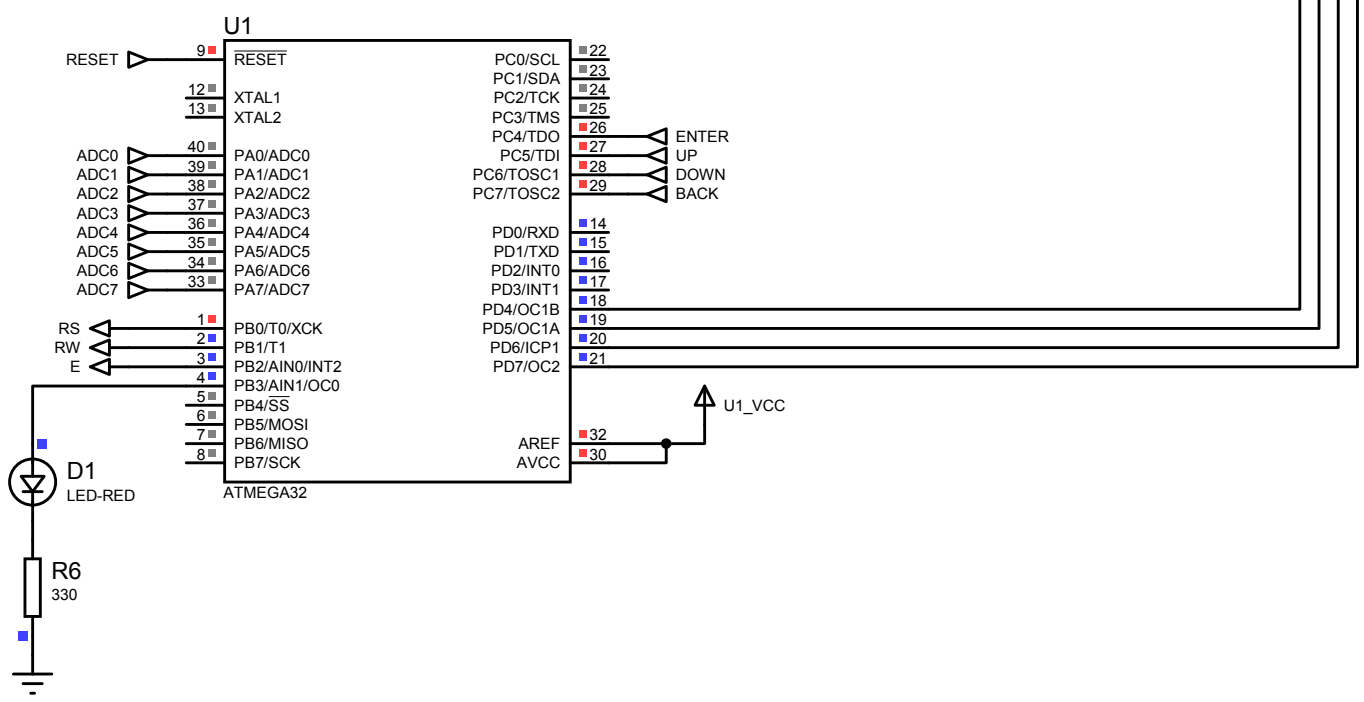 U1
RESET 9 RESET
12 XTAL1
13 XTAL2
ADC0 40 PA0/ADC0
ADC1 39 PA1/ADC1
ADC2 38 PA2/ADC2
ADC3 37 PA3/ADC3
ADC4 36 PA4/ADC4
ADC5 35 PA5/ADC5
ADC6 34 PA6/ADC6
ADC7 33 PA7/ADC7
RS 1 PB0/T0/XCK
RW 2 PB1/T1
E 3 PB2/AIN0/INT2
4 PB3/AIN1/OC0
5 PB4/SS
6 PB5/MOSI
7 PB6/MISO
8 PB7/SCK
PC0/SCL 22
PC1/SDA 23
PC2/TCK 24
PC3/TMS 25
PC4/TDO 26 ENTER
PC5/TDI 27 UP
PC6/TOSC1 28 DOWN
PC7/TOSC2 29 BACK
PD0/RXD 14
PD1/TXD 15
PD2/INT0 16
PD3/INT1 17
PD4/OC1B 18
PD5/OC1A 19
PD6/ICP1 20
PD7/OC2 21
U1_VCC
AREF 32
AVCC 30
ATMEGA32
D1
LED-RED
R6
330